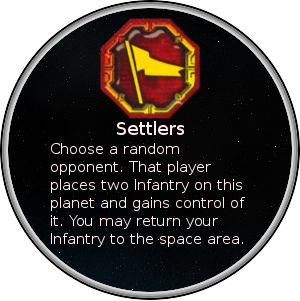 Settlers
Choose a random
opponent. That player
places two Infantry on this
planet and gains control of
it. You may return your
Infantry to the space area.